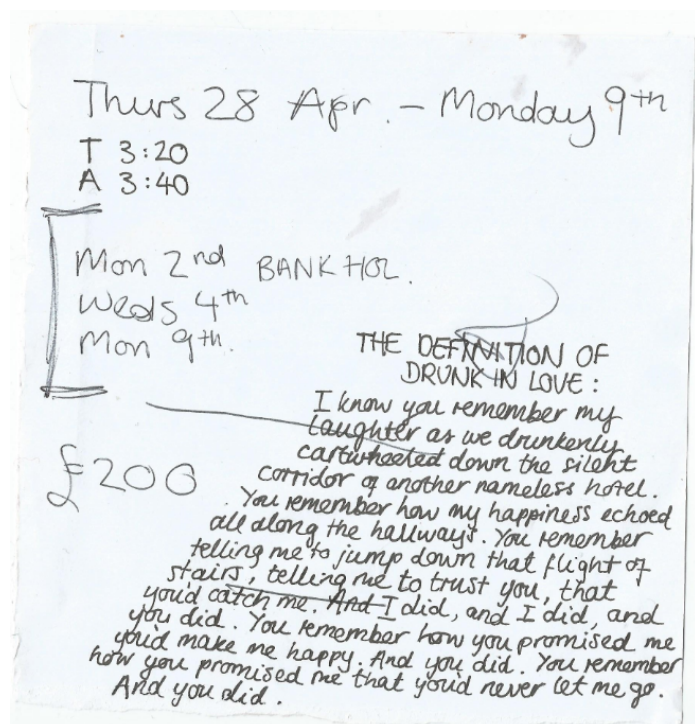 Thurs 28 Apr. - Monday 9th
T 3:20
A 3:40
Mon 2nd BANK HOL.
Weds 4th
Mon 9th.
£200
THE DEFINITION OF
DRUNK IN LOVE:
I know you remember my
laughter as we drunkenly
cartwheeled down the silent
corridor of another nameless hotel.
You remember how my happiness echoed
all along the hallways. You remember
telling me to jump down that flight of
stairs, telling me to trust you, that
you'd catch me. And I did, and I did, and
you did. You remember how you promised me
you'd make me happy. And you did. You remember
how you promised me that you'd never let me go.
And you did.